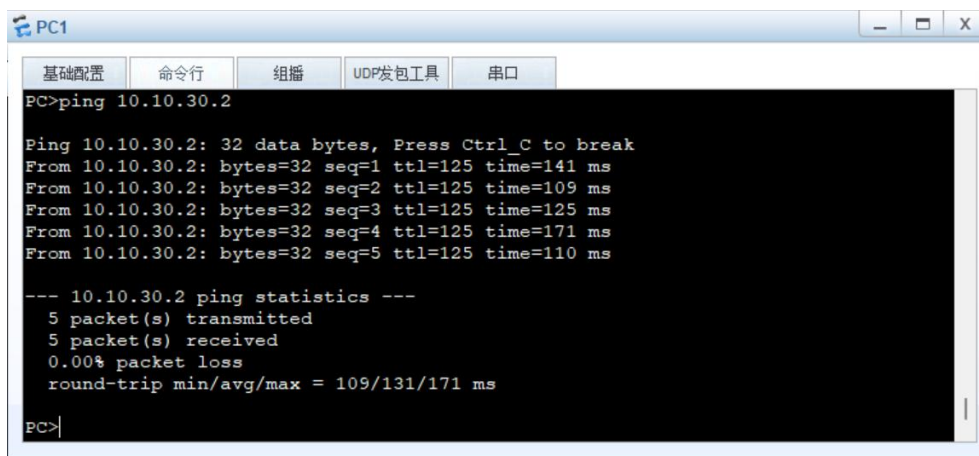 PC1
基础配置 命令行 组播 UDP发包工具 串口
PC>ping 10.10.30.2
Ping 10.10.30.2: 32 data bytes, Press Ctrl_C to break
From 10.10.30.2: bytes=32 seq=1 ttl=125 time=141 ms
From 10.10.30.2: bytes=32 seq=2 ttl=125 time=109 ms
From 10.10.30.2: bytes=32 seq=3 ttl=125 time=125 ms
From 10.10.30.2: bytes=32 seq=4 ttl=125 time=171 ms
From 10.10.30.2: bytes=32 seq=5 ttl=125 time=110 ms
--- 10.10.30.2 ping statistics ---
5 packet(s) transmitted
5 packet(s) received
0.00% packet loss
round-trip min/avg/max = 109/131/171 ms
PC>